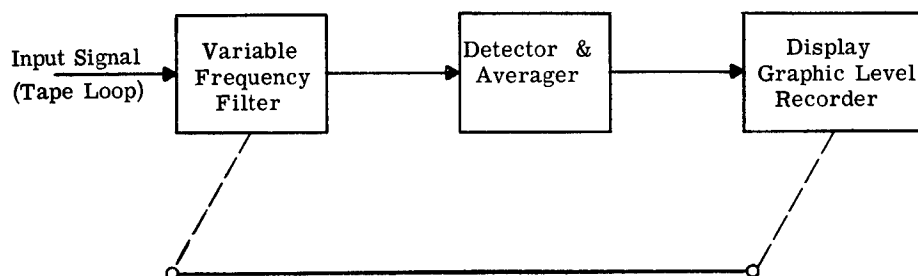 Input Signal
(Tape Loop)
Variable
Frequency
Filter
Detector &
Averager
Display
Graphic Level
Recorder